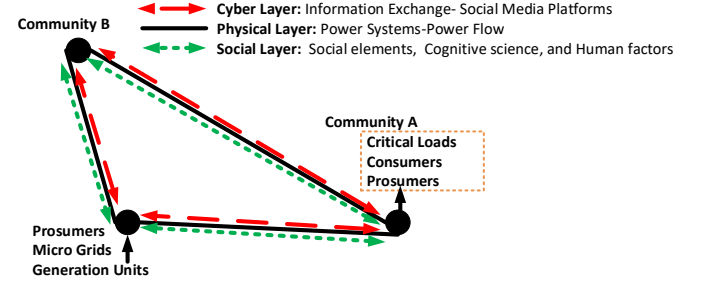 Cyber Layer: Information Exchange- Social Media Platforms
Physical Layer: Power Systems-Power Flow
Social Layer: Social elements, Cognitive science, and Human factors
Community B
Community A
Critical Loads
Consumers
Prosumers
Prosumers
Micro Grids
Generation Units